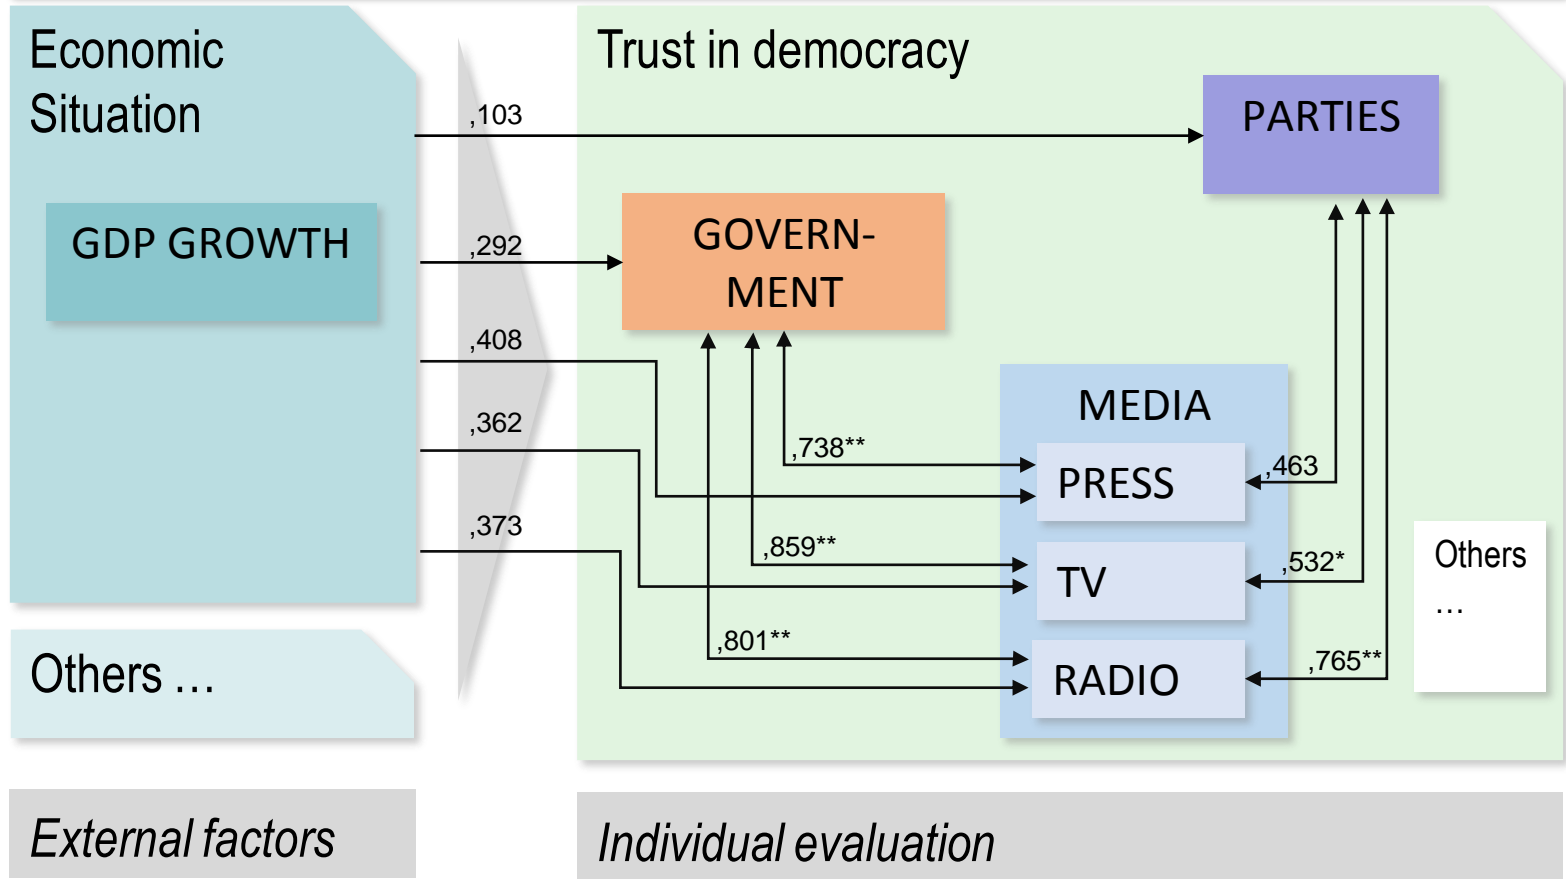 Economic
Situation
GDP GROWTH
Others ...
External factors
,103
,292
,408
,362
,373
Trust in democracy
PARTIES
GOVERN-
MENT
MEDIA
,738**
PRESS
,463
,859**
TV
,532*
,801**
RADIO
,765**
Others
...
Individual evaluation